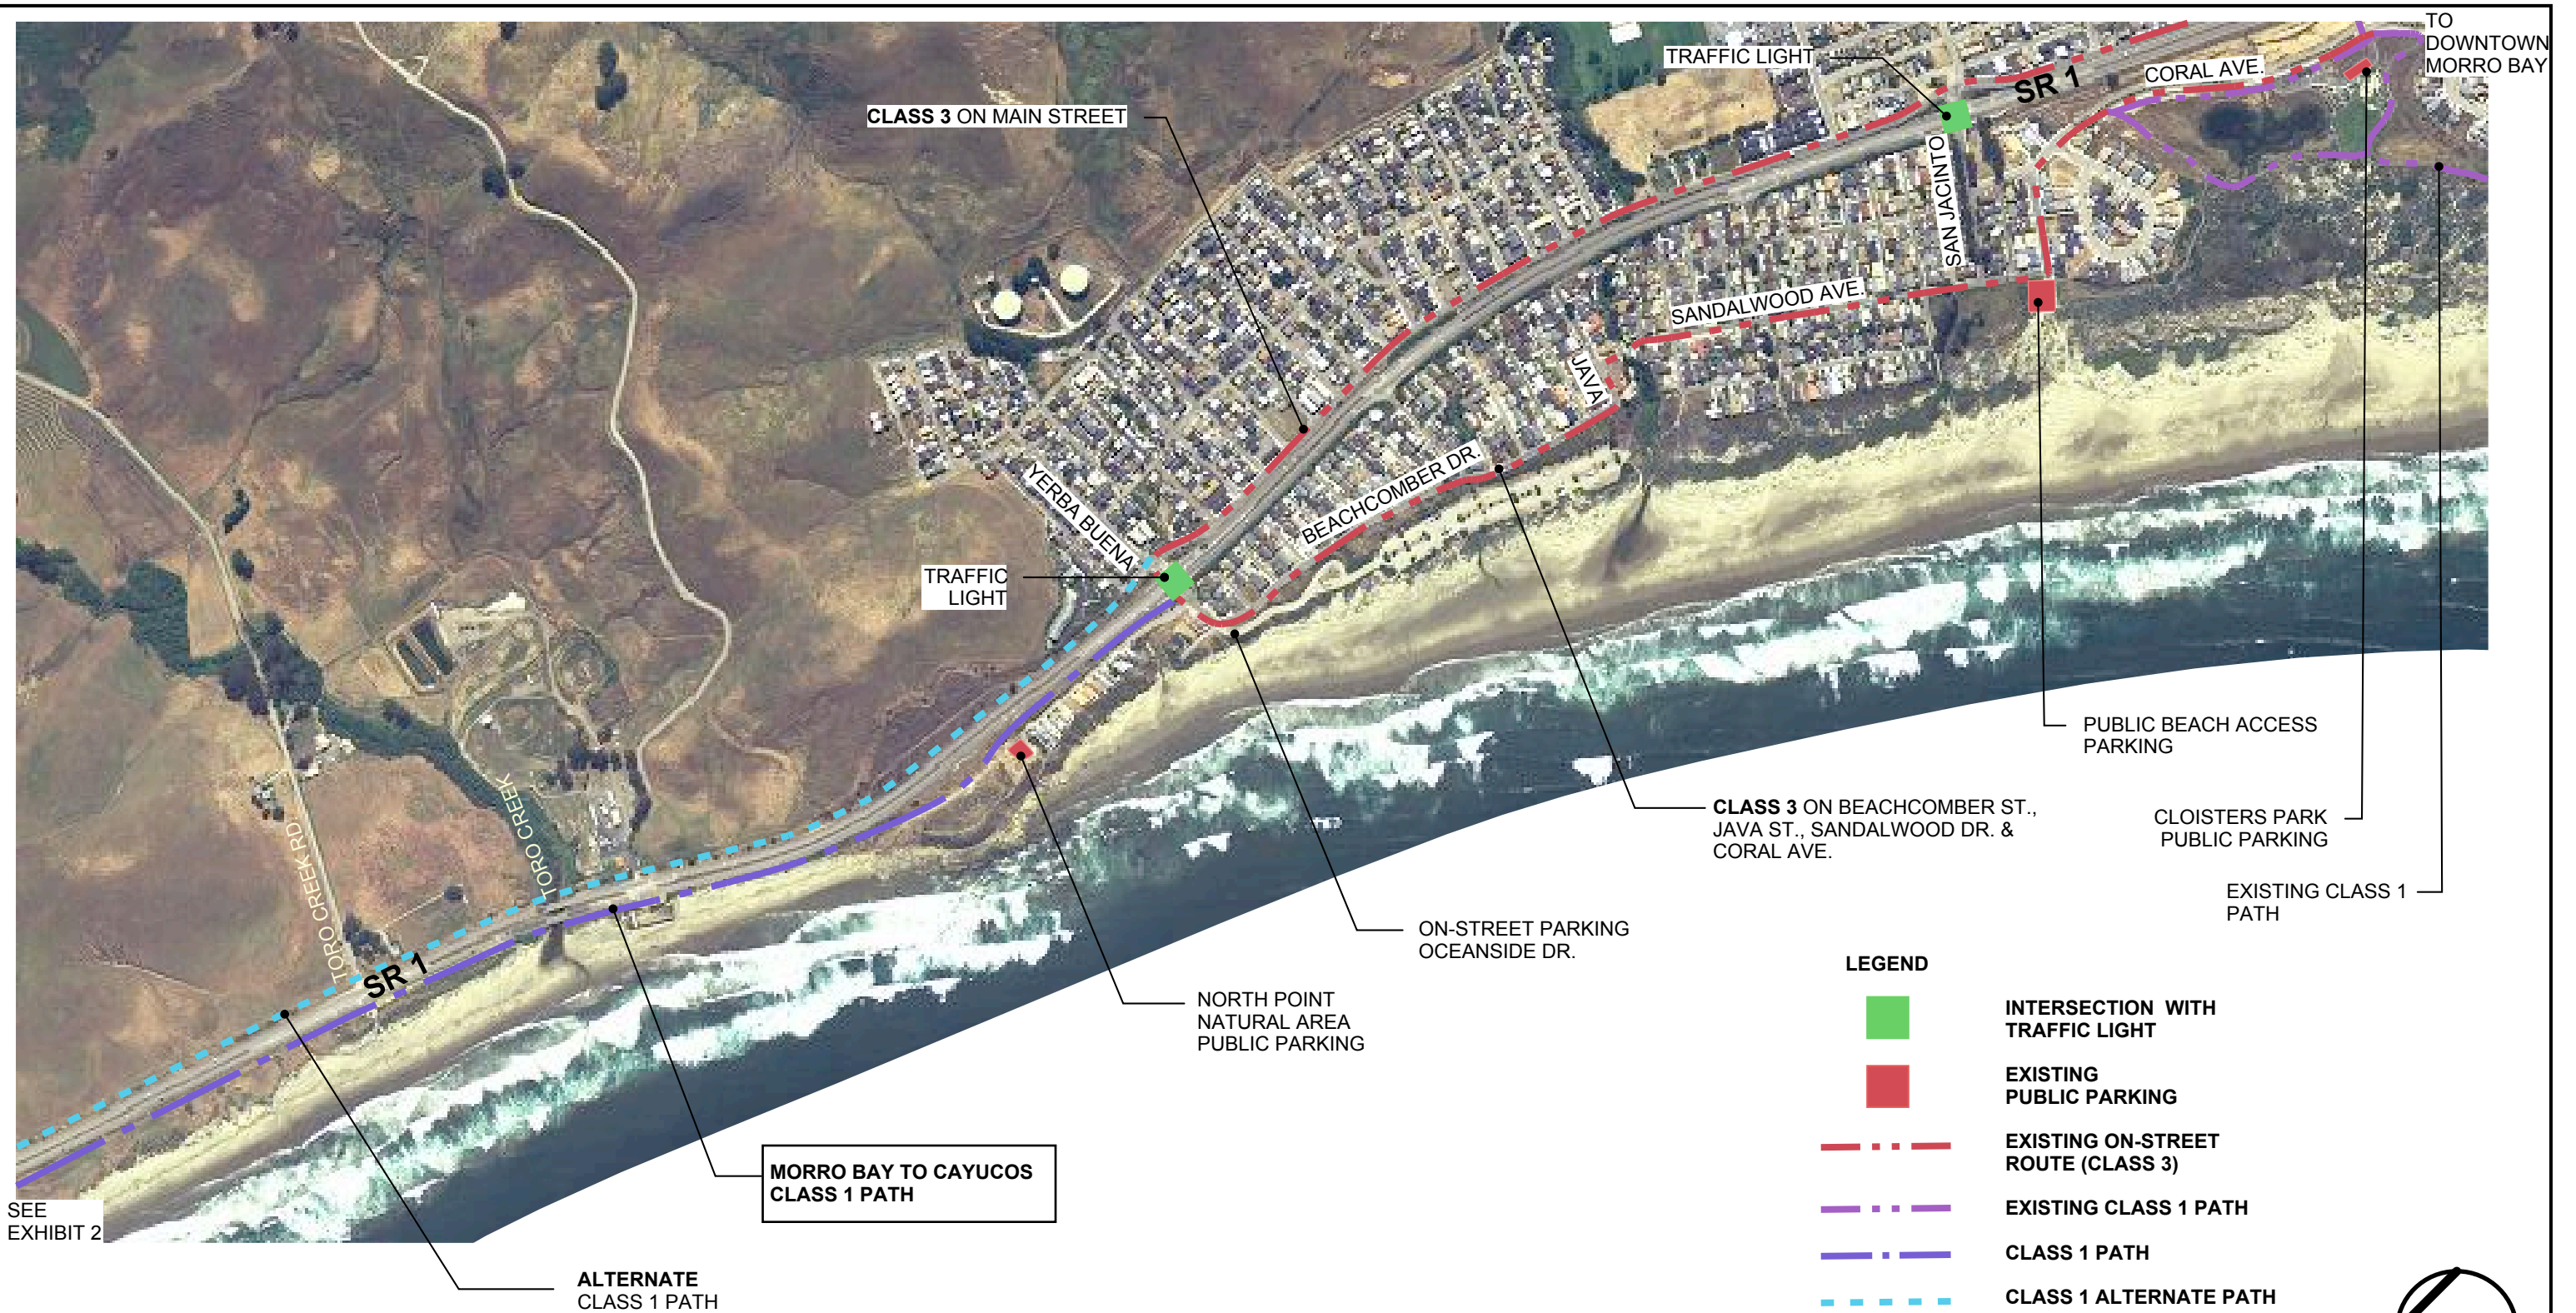 TO
DOWNTOWN
MORRO BAY
TRAFFIC LIGHT
CORAL AVE.
SR 1
CLASS 3 ON MAIN STREET
SAN JACINTO
SANDALWOOD AVE.
JAVA
BEACHCOMBER DR.
YERBA BUENA
TRAFFIC
LIGHT
PUBLIC BEACH ACCESS
PARKING
CLASS 3 ON BEACHCOMBER ST.,
JAVA ST., SANDALWOOD DR. &
CORAL AVE.
CLOISTERS PARK
PUBLIC PARKING
EXISTING CLASS 1
PATH
TORO CREEK
TORO CREEK RD
SR 1
ON-STREET PARKING
OCEANSIDE DR.
NORTH POINT
NATURAL AREA
PUBLIC PARKING
MORRO BAY TO CAYUCOS
CLASS 1 PATH
SEE
EXHIBIT 2
ALTERNATE
CLASS 1 PATH
LEGEND
INTERSECTION WITH
TRAFFIC LIGHT
EXISTING
PUBLIC PARKING
EXISTING ON-STREET
ROUTE (CLASS 3)
EXISTING CLASS 1 PATH
CLASS 1 PATH
CLASS 1 ALTERNATE PATH